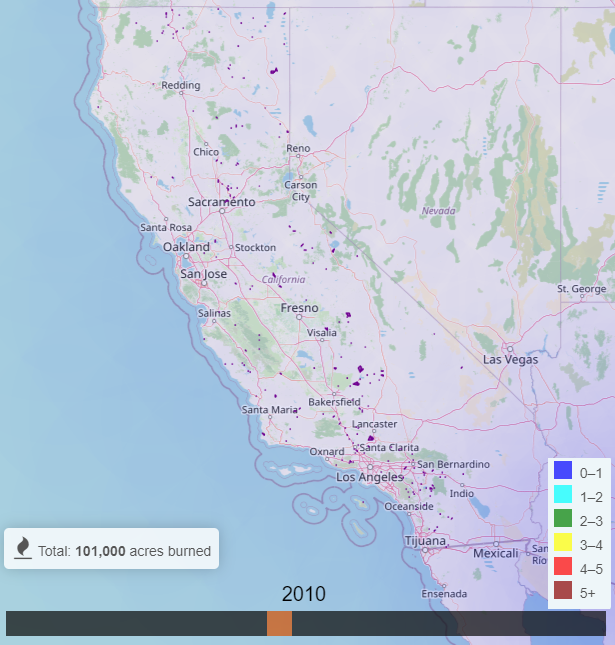 Redding
Chico
Reno
Carson
City
Sacramento
Nevada
Santa Rosa
Oakland
Stockton
San Jose
California
St. George
Fresno
Salinas
Visalia
Las Vegas
Bakersfield
Santa Maria
Lancaster
Santa Clarita
Oxnard
San Bernardino
Los Angeles
Indio
Oceanside
Tijuana
Mexicali
San
Río
Ensenada
0–1
1–2
2–3
3–4
4–5
5+
Total: 101,000 acres burned
2010